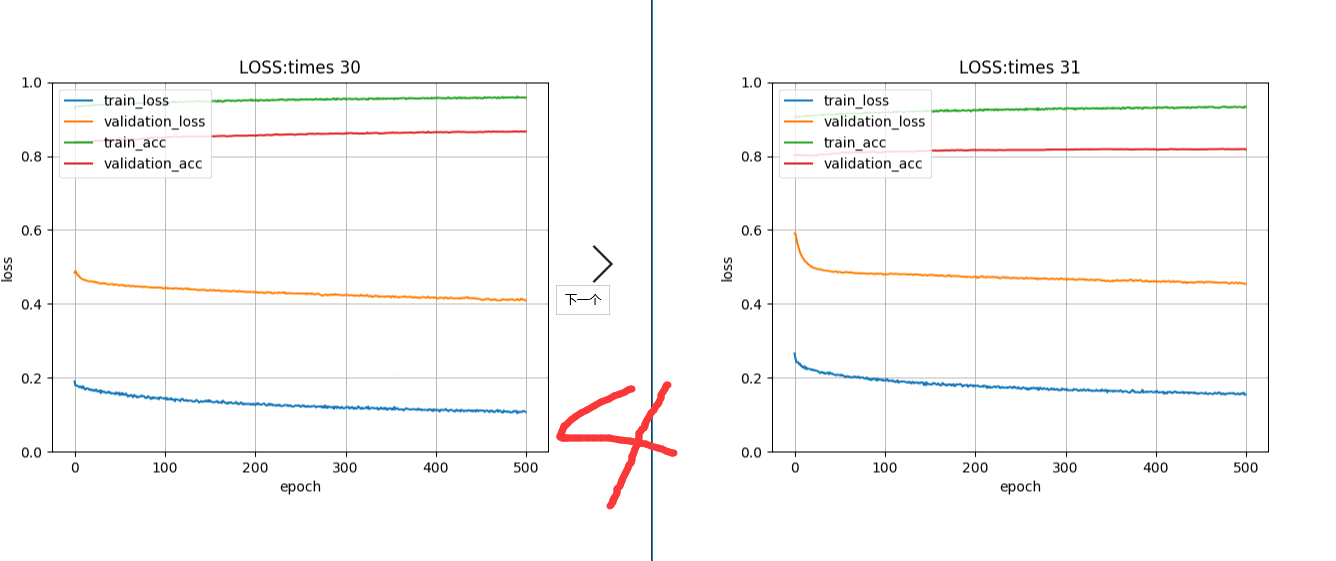 LOSS:times 30
1.0
0.8
0.6
0.4
0.2
0.0
loss
train_loss
validation_loss
train_acc
validation_acc
0 100 200 300 400 500
epoch
下一个
4
LOSS:times 31
1.0
0.8
0.6
0.4
0.2
0.0
loss
train_loss
validation_loss
train_acc
validation_acc
0 100 200 300 400 500
epoch